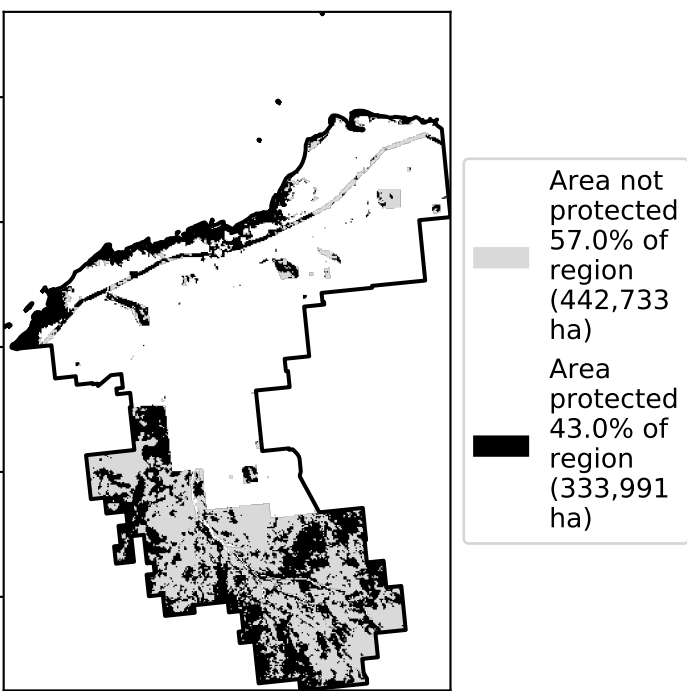 Area not
protected
57.0% of
region
(442,733
ha)
Area
protected
43.0% of
region
(333,991
ha)